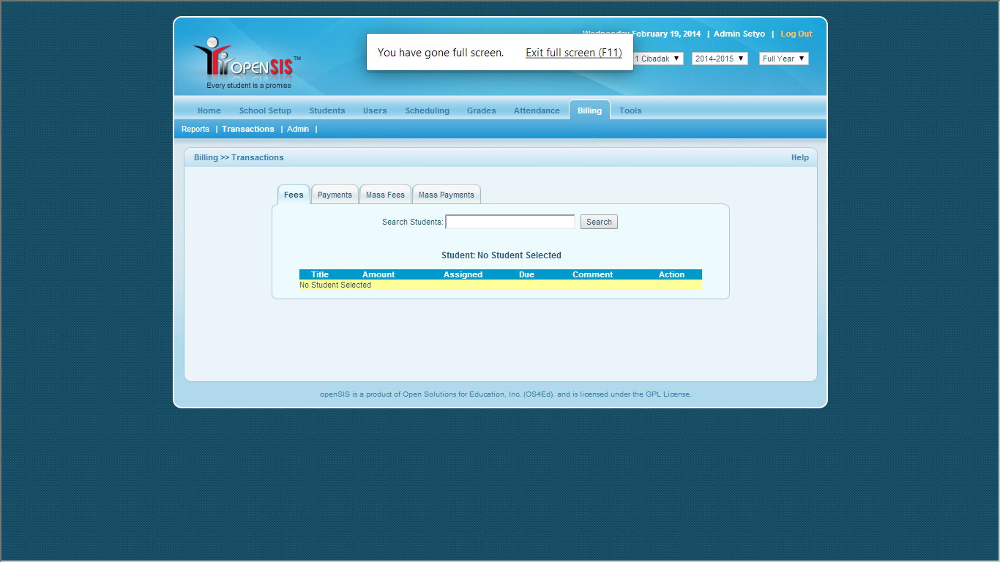 Wednesday February 19, 2014 | Admin Setyo | Log Out
You have gone full screen. Exit full screen (F11)
1 Cibadak 2014-2015 Full Year
OPENSIS™
Every student is a promise
Home School Setup Students Users Scheduling Grades Attendance Billing Tools
Reports | Transactions | Admin |
Billing >> Transactions Help
Fees Payments Mass Fees Mass Payments
Search Students: Search
Student: No Student Selected
Title Amount Assigned Due Comment Action
No Student Selected
openSIS is a product of Open Solutions for Education, Inc. (OS4Ed). and is licensed under the GPL License.